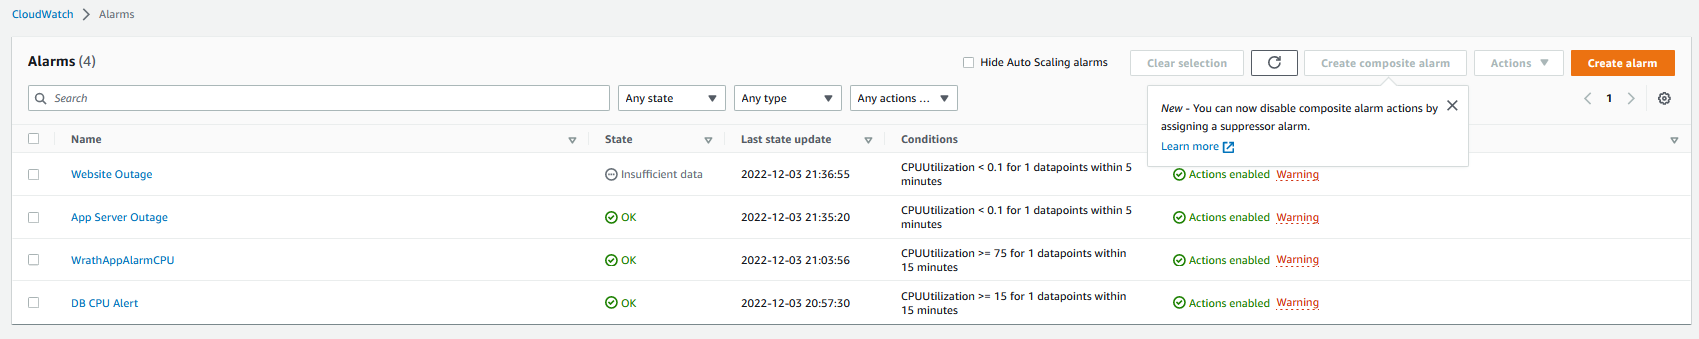 CloudWatch > Alarms
Alarms (4)
Hide Auto Scaling alarms
Clear selection
Create composite alarm
Actions
Create alarm
Search
Any state
Any type
Any actions ...
1
New - You can now disable composite alarm actions by
assigning a suppressor alarm.
Learn more
Name State Last state update Conditions
Website Outage Insufficient data 2022-12-03 21:36:55 CPUUtilization < 0.1 for 1 datapoints within 5 Actions enabled Warning
minutes
App Server Outage OK 2022-12-03 21:35:20 CPUUtilization < 0.1 for 1 datapoints within 5 Actions enabled Warning
minutes
WrathAppAlarmCPU OK 2022-12-03 21:03:56 CPUUtilization >= 75 for 1 datapoints within Actions enabled Warning
15 minutes
DB CPU Alert OK 2022-12-03 20:57:30 CPUUtilization >= 15 for 1 datapoints within Actions enabled Warning
15 minutes